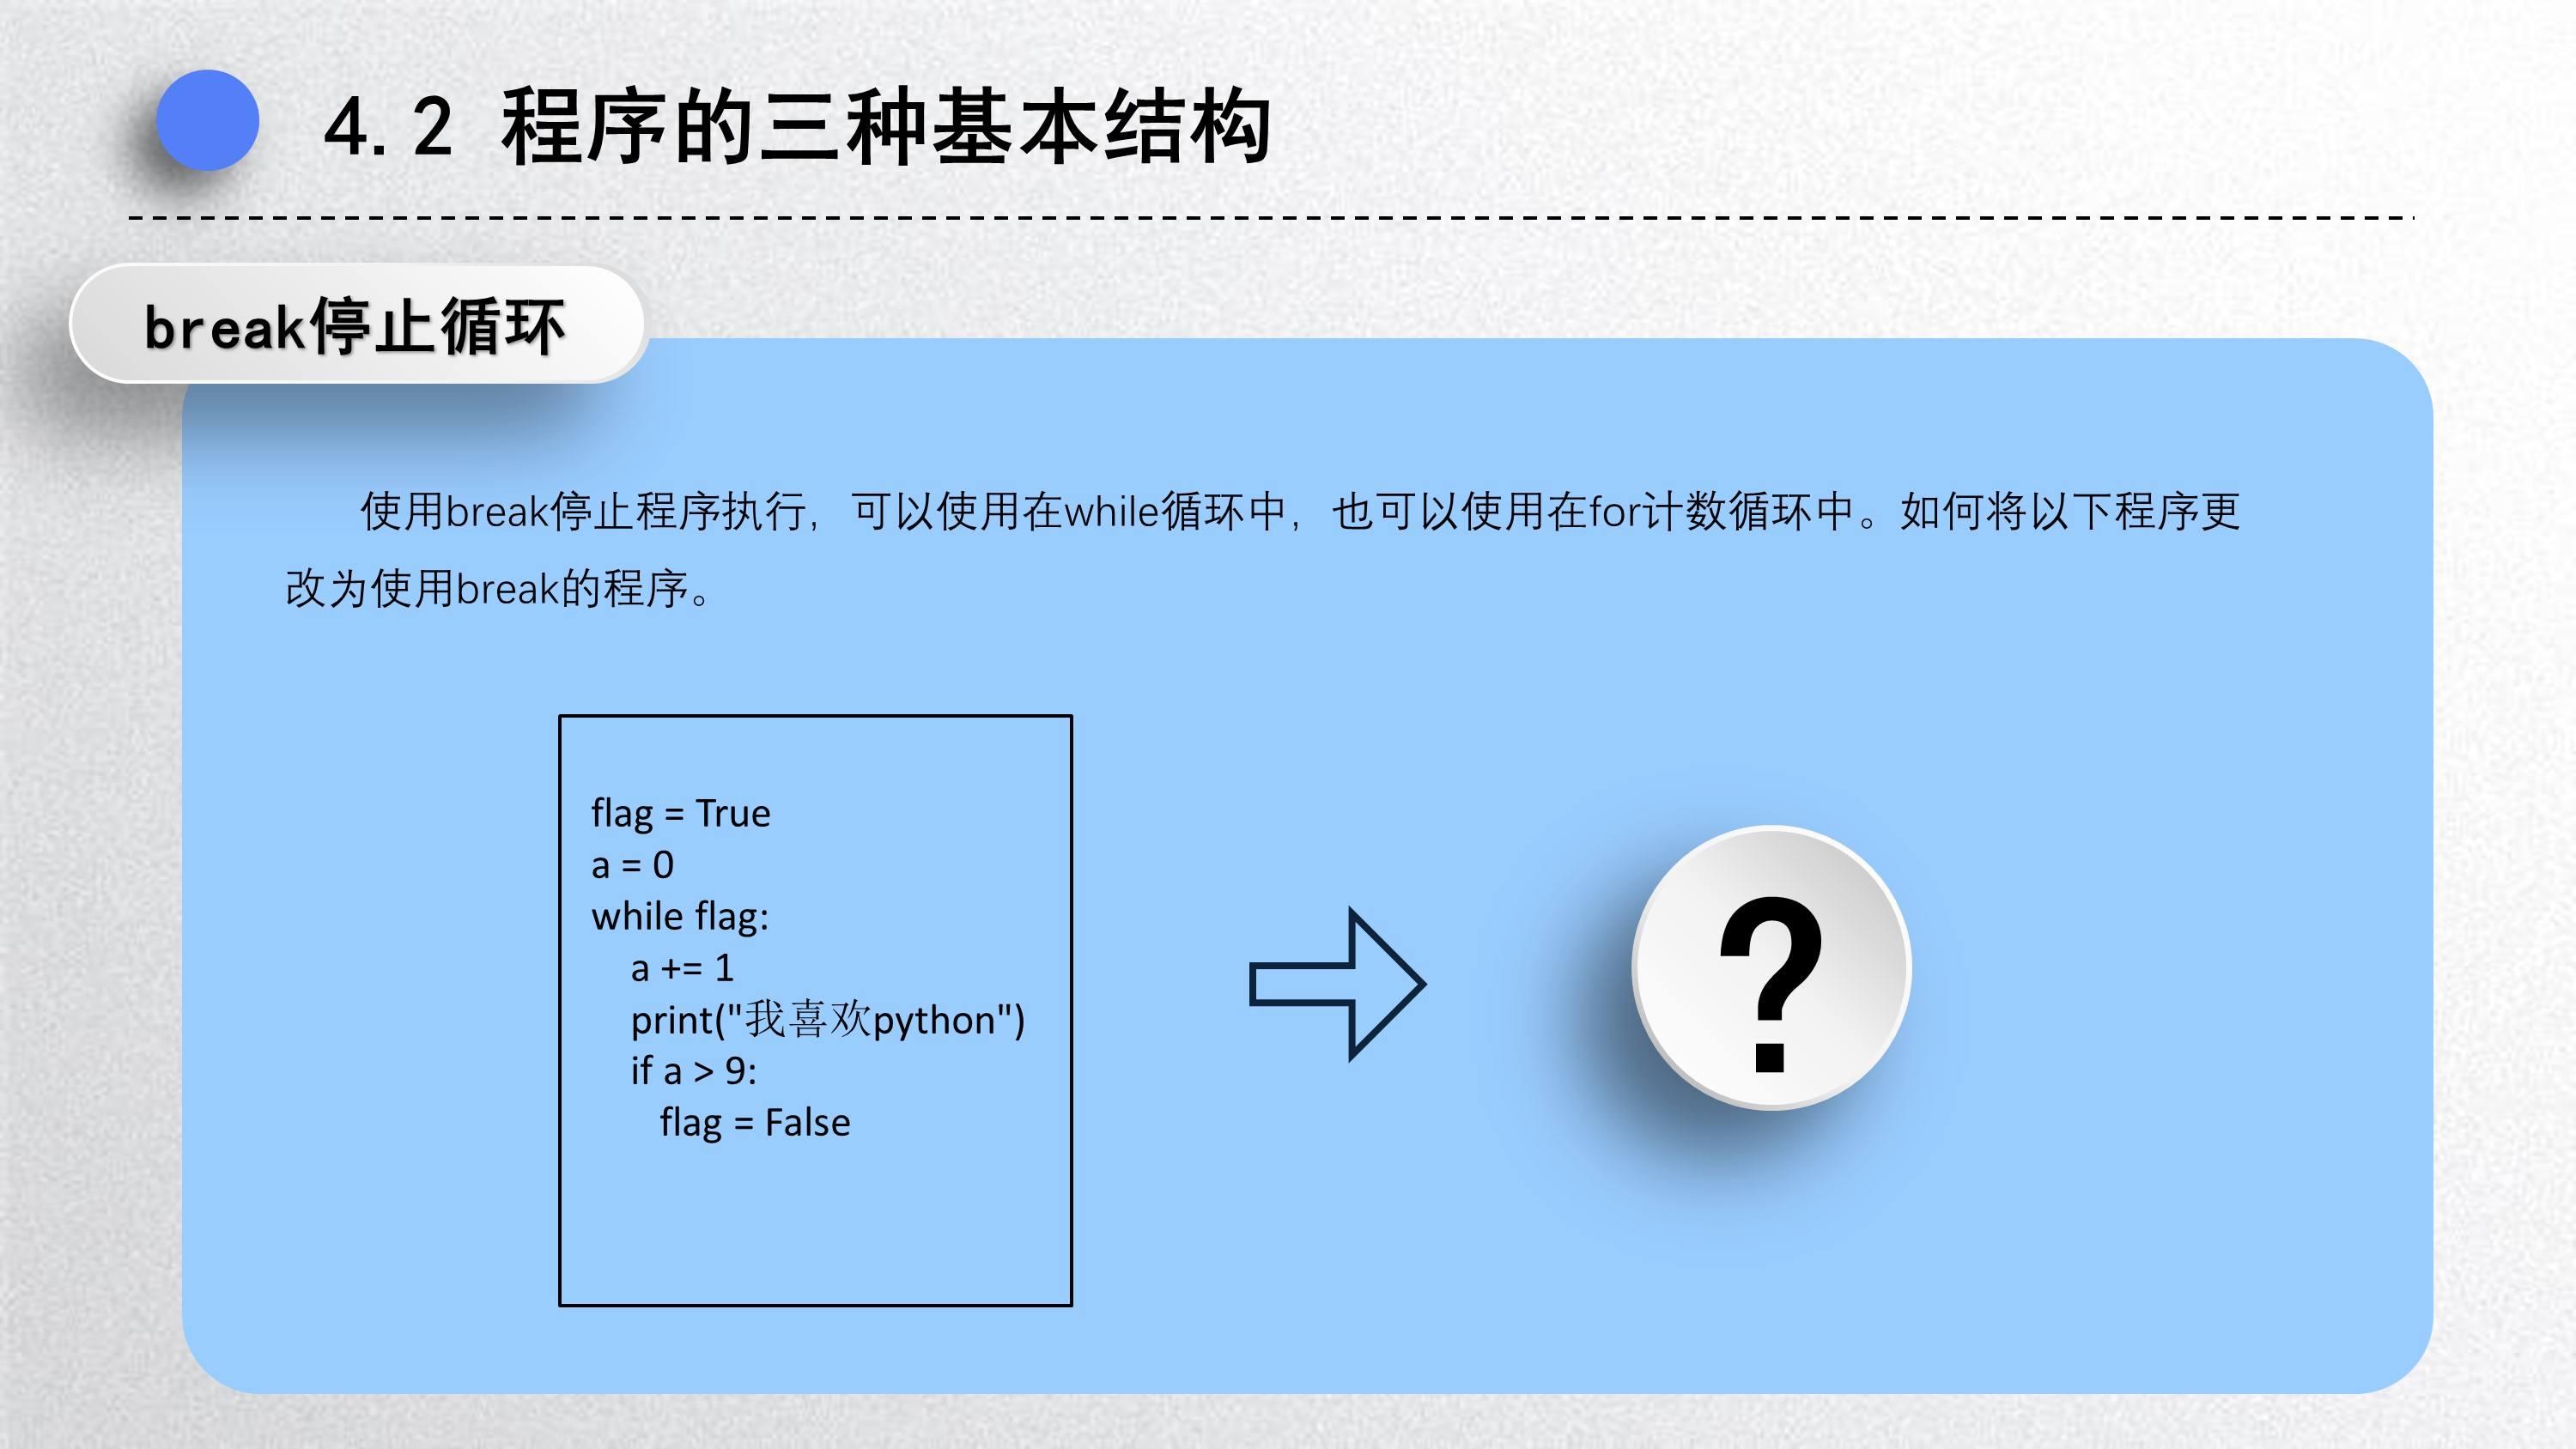 4.2 程序的三种基本结构
break停止循环
使用break停止程序执行，可以使用在while循环中，也可以使用在for计数循环中。如何将以下程序更
改为使用break的程序。
flag = True
a = 0
while flag:
    a += 1
    print("我喜欢python")
    if a > 9:
       flag = False
?